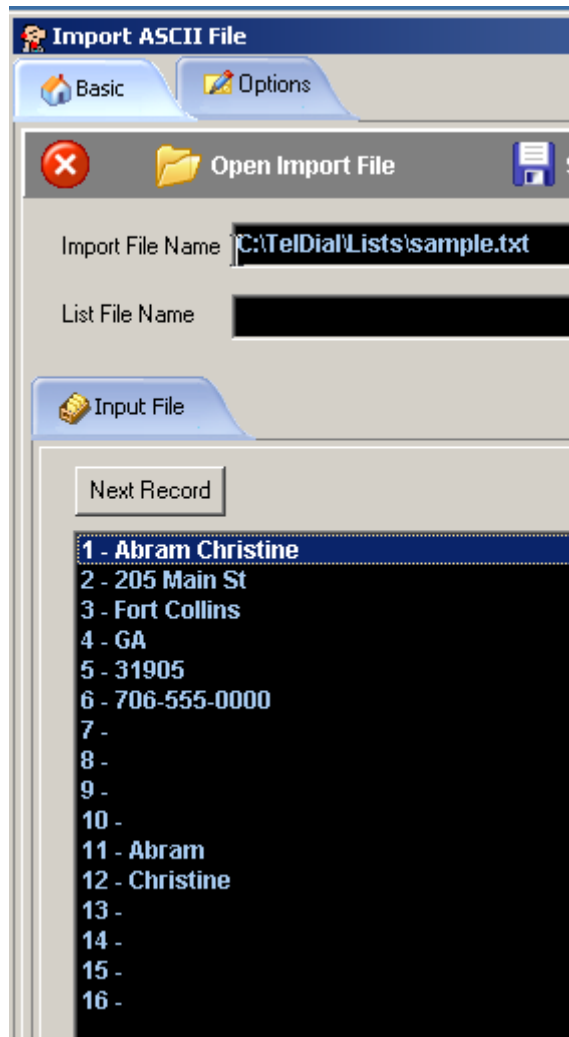 Import ASCII File
Basic
Options
Open Import File
Import File Name
C:\TelDial\Lists\sample.txt
List File Name
Input File
Next Record
1 - Abram Christine
2 - 205 Main St
3 - Fort Collins
4 - GA
5 - 31905
6 - 706-555-0000
7 -
8 -
9 -
10 -
11 - Abram
12 - Christine
13 -
14 -
15 -
16 -